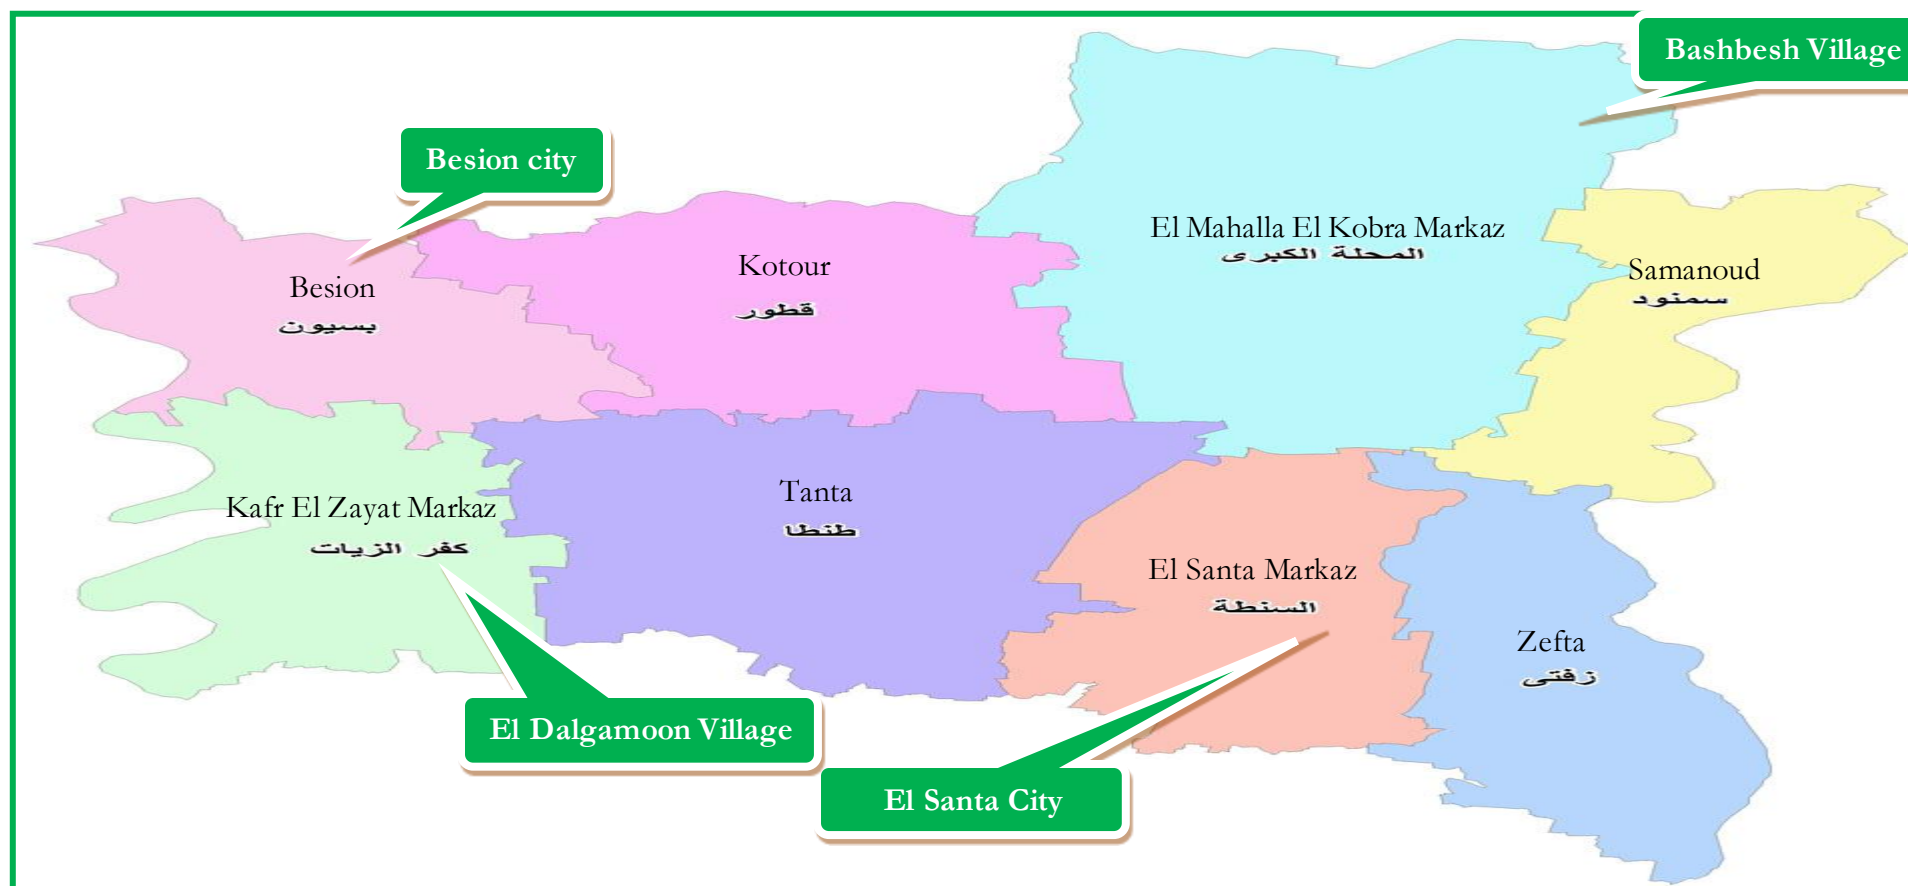 Bashbesh Village
Besion city
El Mahalla El Kobra Markaz
المحلة الكبرى
Kotour
قطور
Samanoud
سمنود
Besion
بسيون
Tanta
طنطا
Kafr El Zayat Markaz
كفر الزيات
El Santa Markaz
السنطة
Zefta
زفتى
El Dalgamoon Village
El Santa City